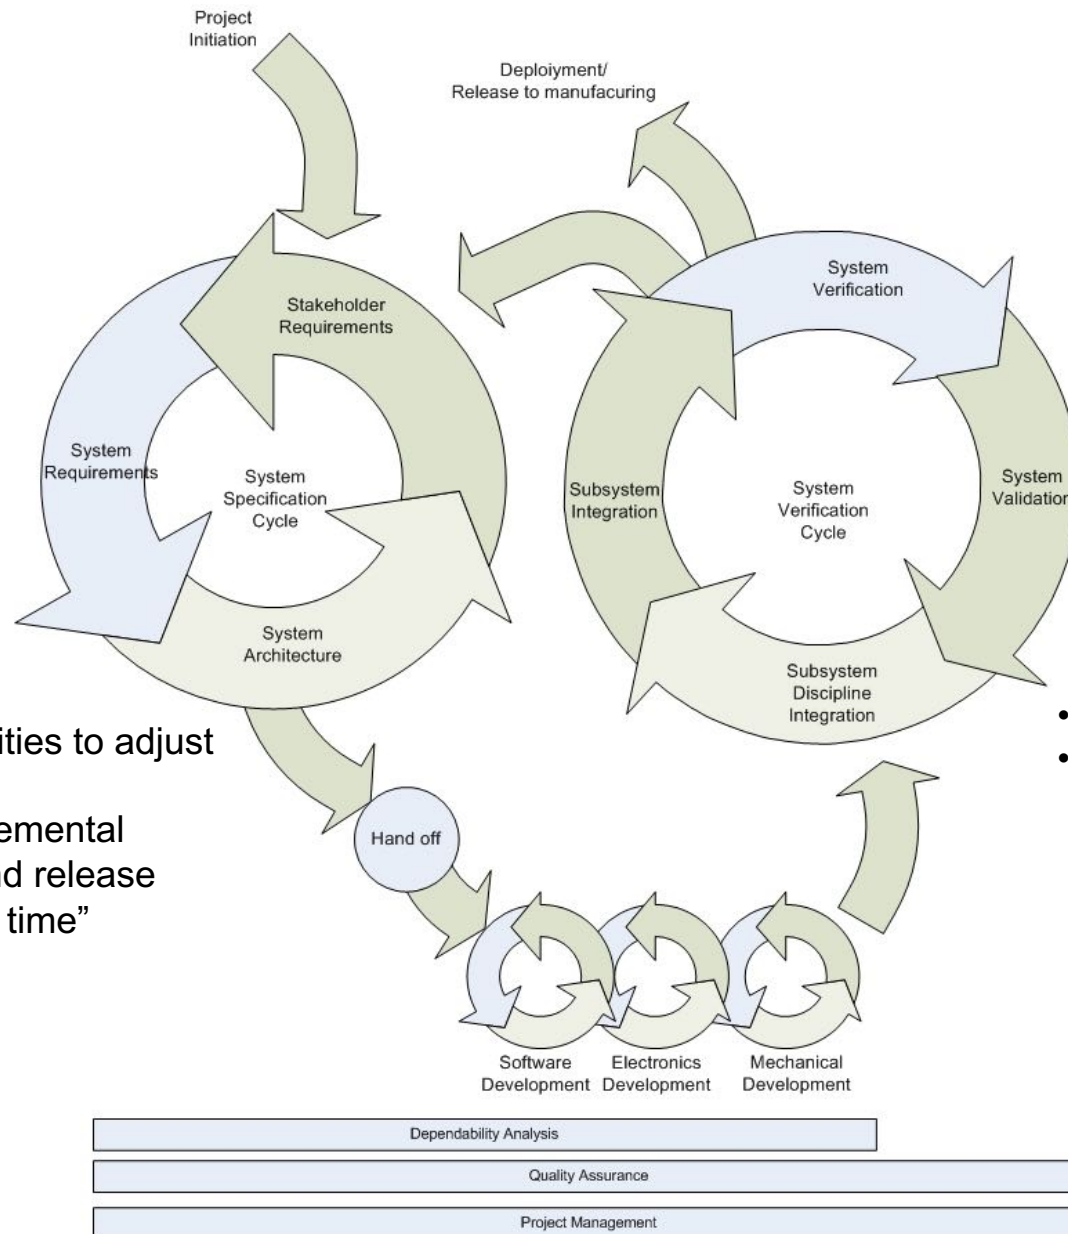 Project
Initiation
Deploiyment/
Release to manufacuring
Stakeholder
Requirements
System
Requirements
System
Specification
Cycle
System
Architecture
System
Verification
Subsystem
Integration
System
Verification
Cycle
System
Validation
Subsystem
Discipline
Integration
ities to adjust
emental
nd release
time”
•
•
Hand off
Software
Development
Electronics
Development
Mechanical
Development
Dependability Analysis
Quality Assurance
Project Management